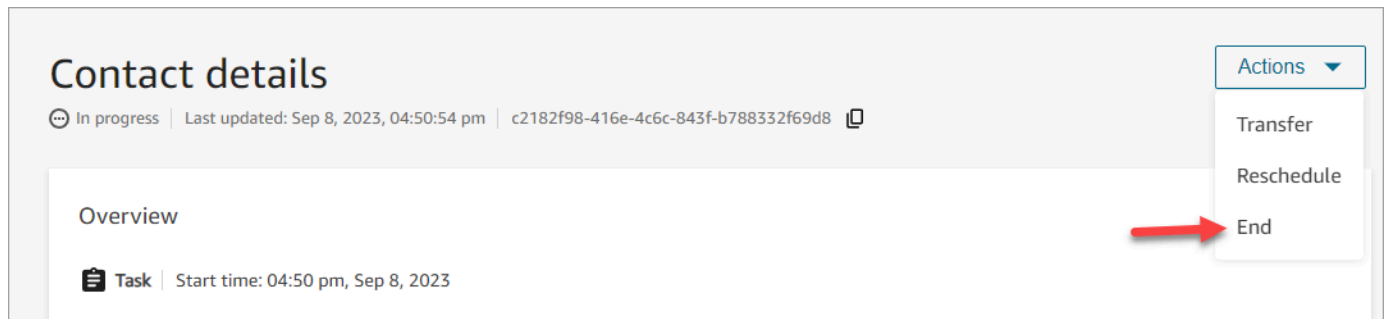 Contact details
Actions
In progress Last updated: Sep 8, 2023, 04:50:54 pm c2182f98-416e-4c6c-843f-b788332f69d8
Transfer
Reschedule
Overview
End
Task Start time: 04:50 pm, Sep 8, 2023